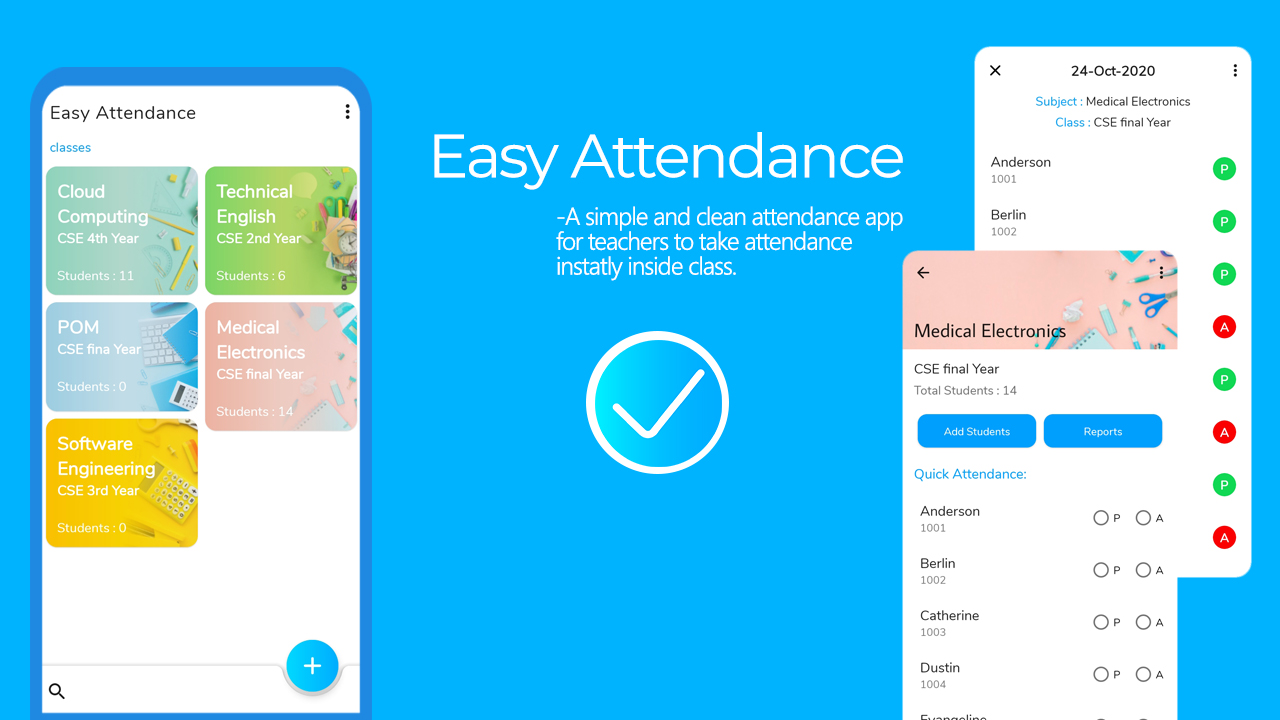 Easy Attendance
classes
Cloud
Computing
CSE 4th Year
Students : 11
Technical
English
CSE 2nd Year
Students : 6
POM
CSE fina Year
Students : 0
Medical
Electronics
CSE final Year
Students : 14
Software
Engineering
CSE 3rd Year
Students : 0
Easy Attendance
-A simple and clean attendance app
for teachers to take attendance
instatly inside class.
24-Oct-2020
Subject : Medical Electronics
Class : CSE final Year
Anderson
1001
P
Berlin
1002
P
P
A
P
A
P
A
Medical Electronics
CSE final Year
Total Students : 14
Add Students
Reports
Quick Attendance:
Anderson
1001
P A
Berlin
1002
P A
Catherine
1003
P A
Dustin
1004
P A
Evangeline